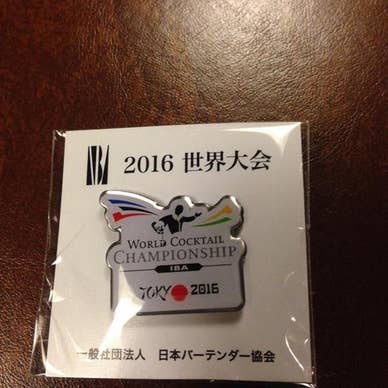 2016 世界大会
WORLD COCKTAIL
CHAMPIONSHIP
IBA
TOKYO 2016
一般社団法人 日本バーテンダー協会